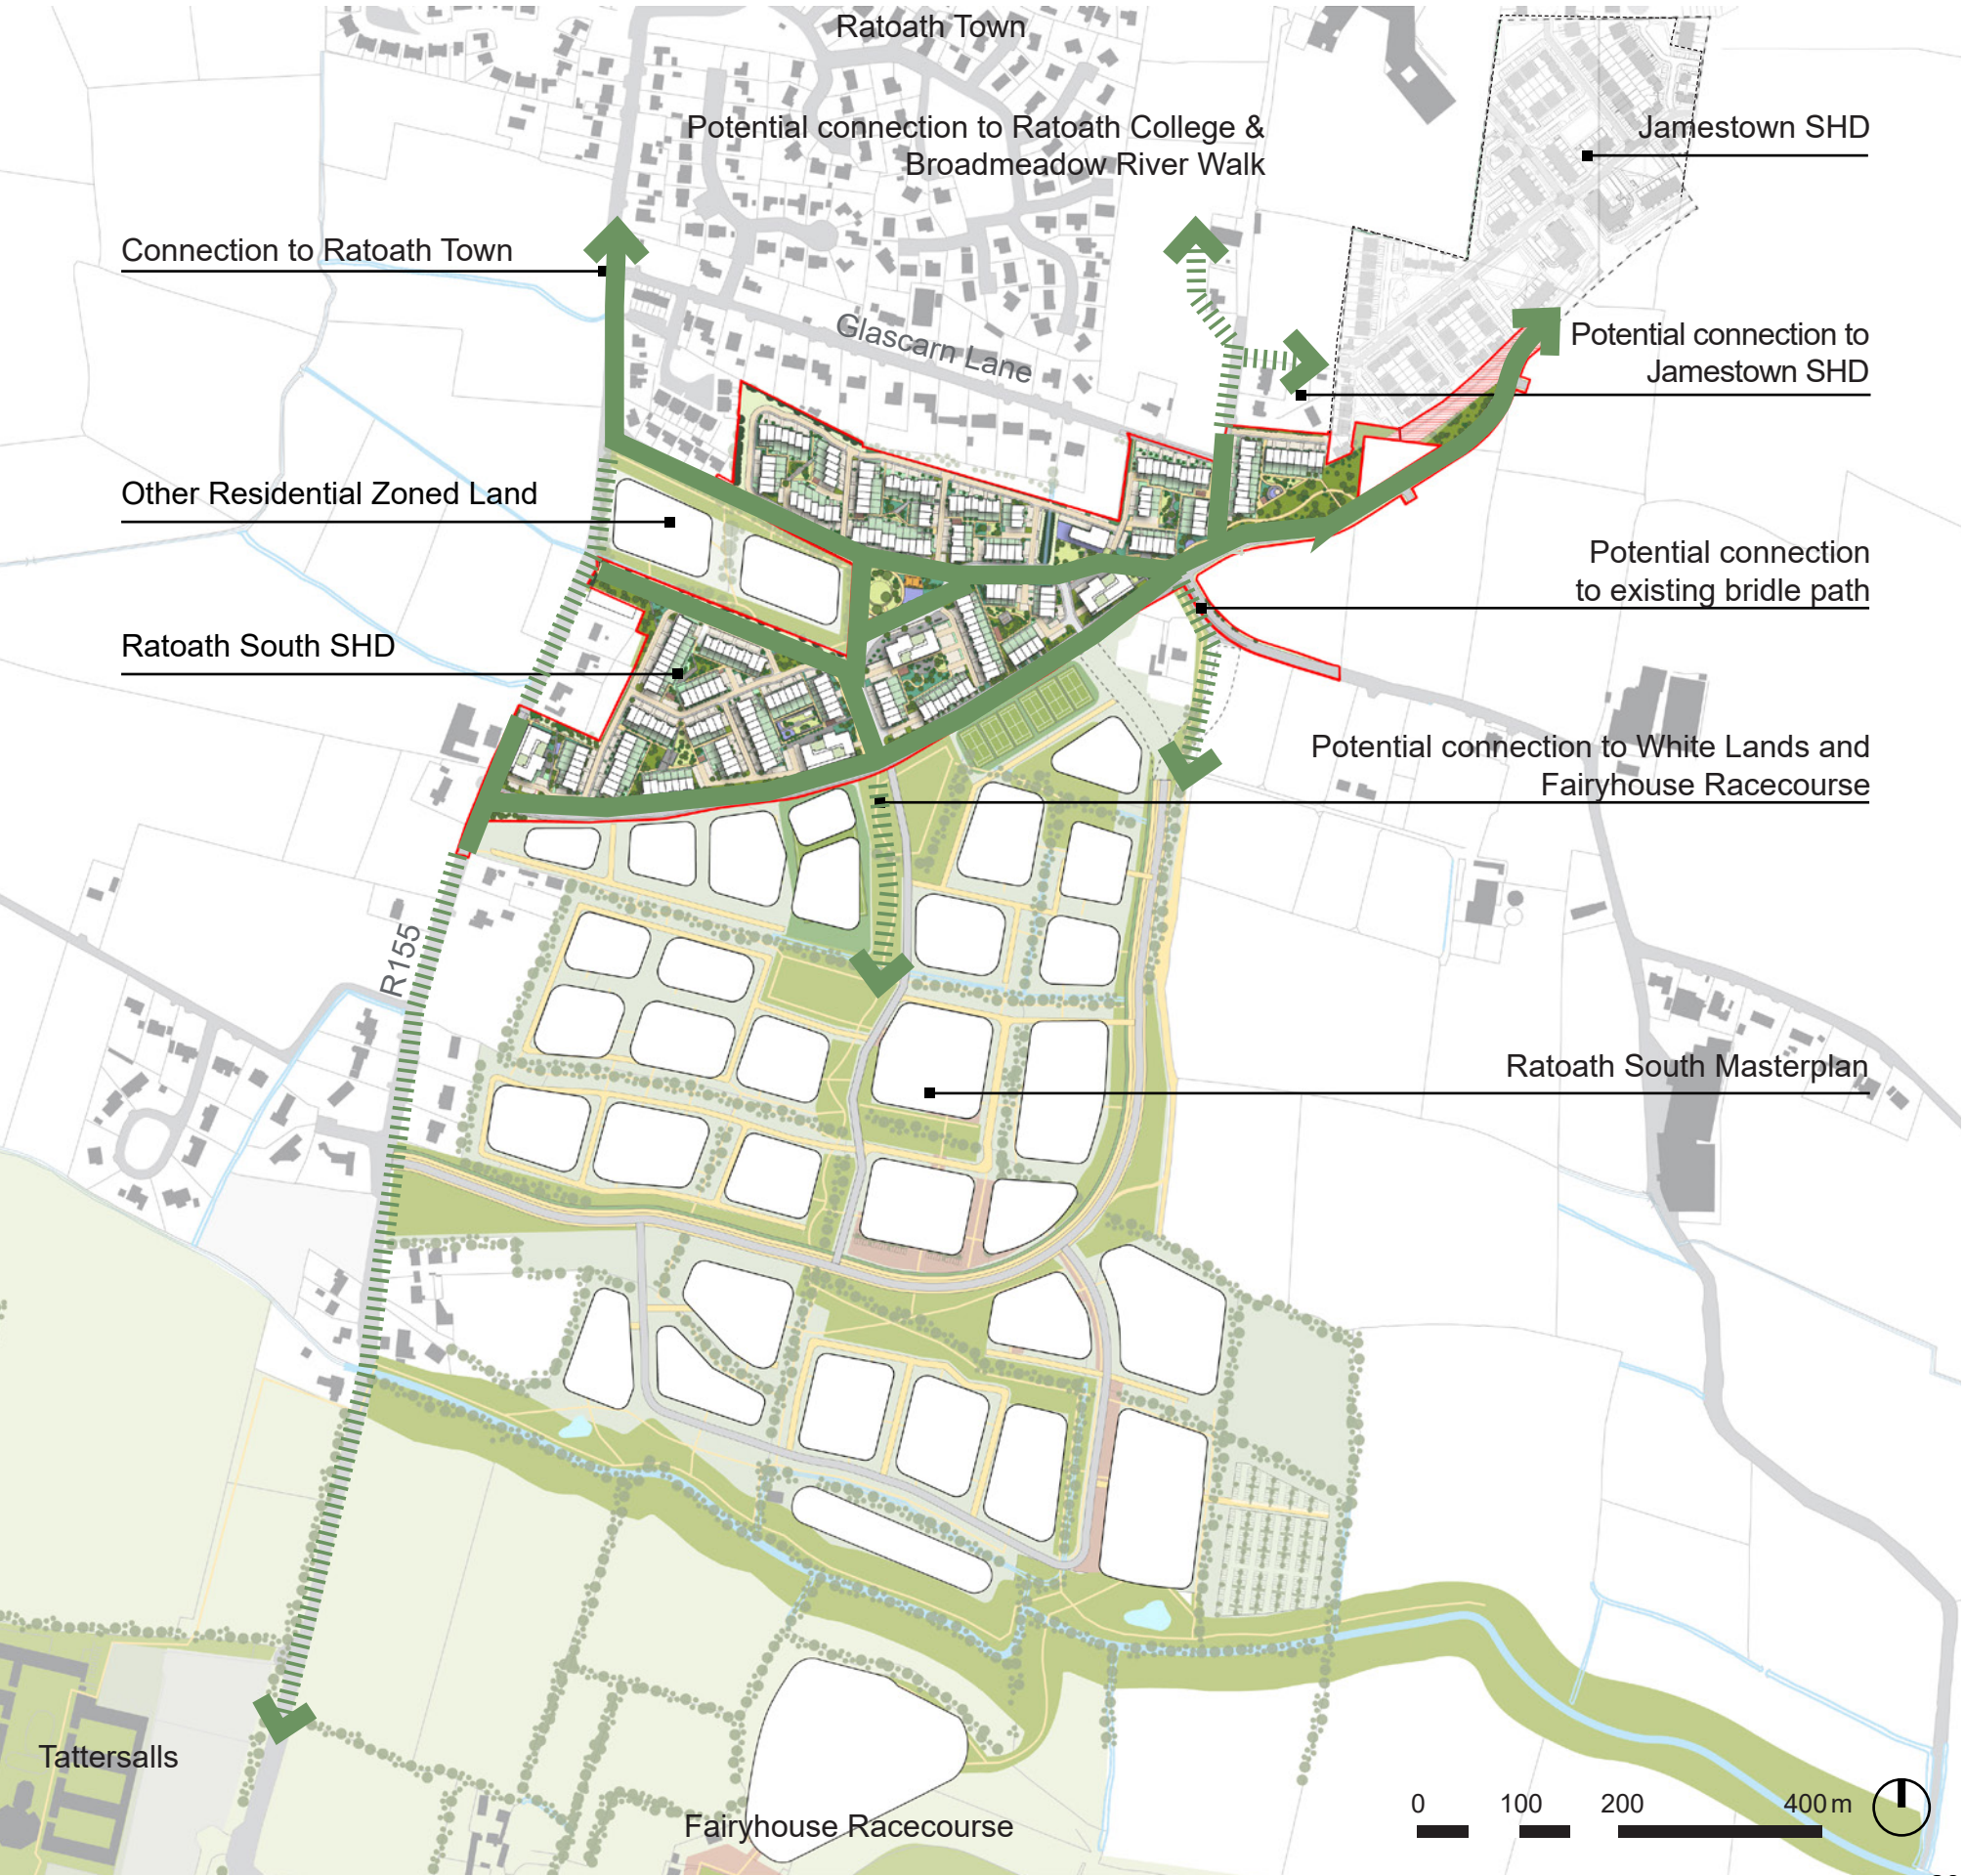 Ratoath Town
Potential connection to Ratoath College &
Broadmeadow River Walk
Jamestown SHD
Connection to Ratoath Town
Glascarn Lane
Potential connection to
Jamestown SHD
Other Residential Zoned Land
Potential connection
to existing bridle path
Ratoath South SHD
Potential connection to White Lands and
Fairyhouse Racecourse
R155
Ratoath South Masterplan
Tattersalls
Fairyhouse Racecourse
0 100 200 400 m